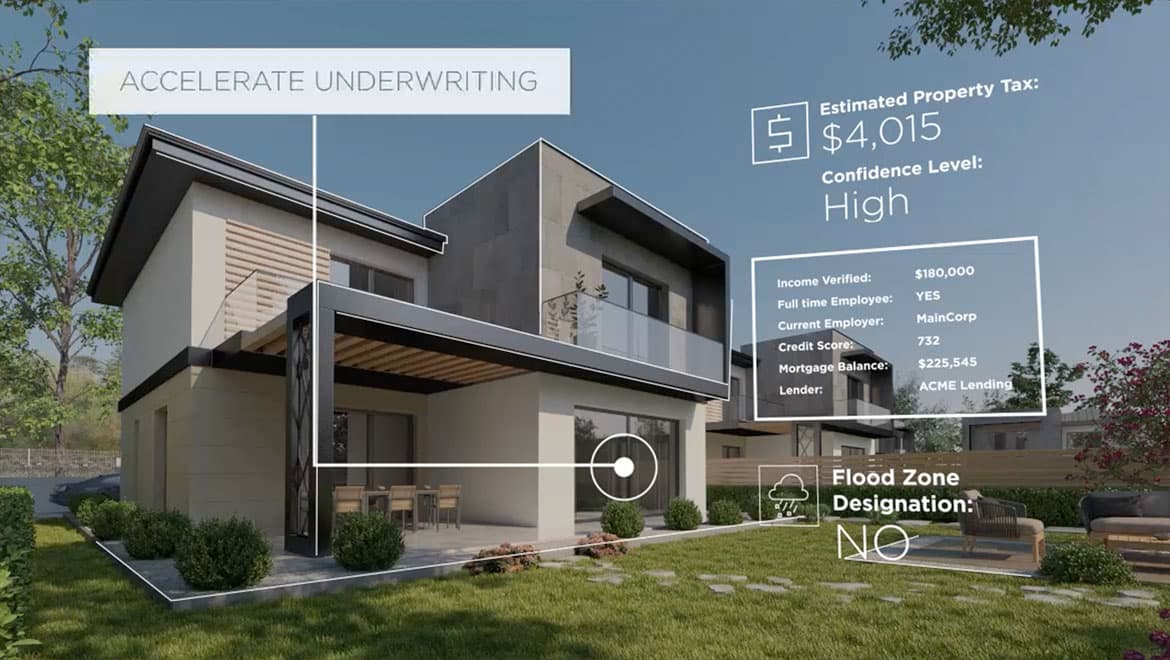 ACCELERATE UNDERWRITING
Estimated Property Tax:
$4,015
Confidence Level:
High
Income Verified: $180,000
Full time Employee: YES
Current Employer: MainCorp
Credit Score: 732
Mortgage Balance: $225,545
Lender: ACME Lending
Flood Zone
Designation:
NO